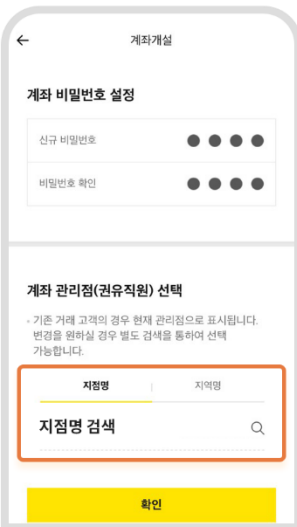 계좌개설
계좌 비밀번호 설정
신규 비밀번호
비밀번호 확인
계좌 관리점(권유직원) 선택
- 기존 거래 고객의 경우 현재 관리점으로 표시됩니다.
변경을 원하실 경우 별도 검색을 통하여 선택
가능합니다.
지점명 지역명
지점명 검색
확인